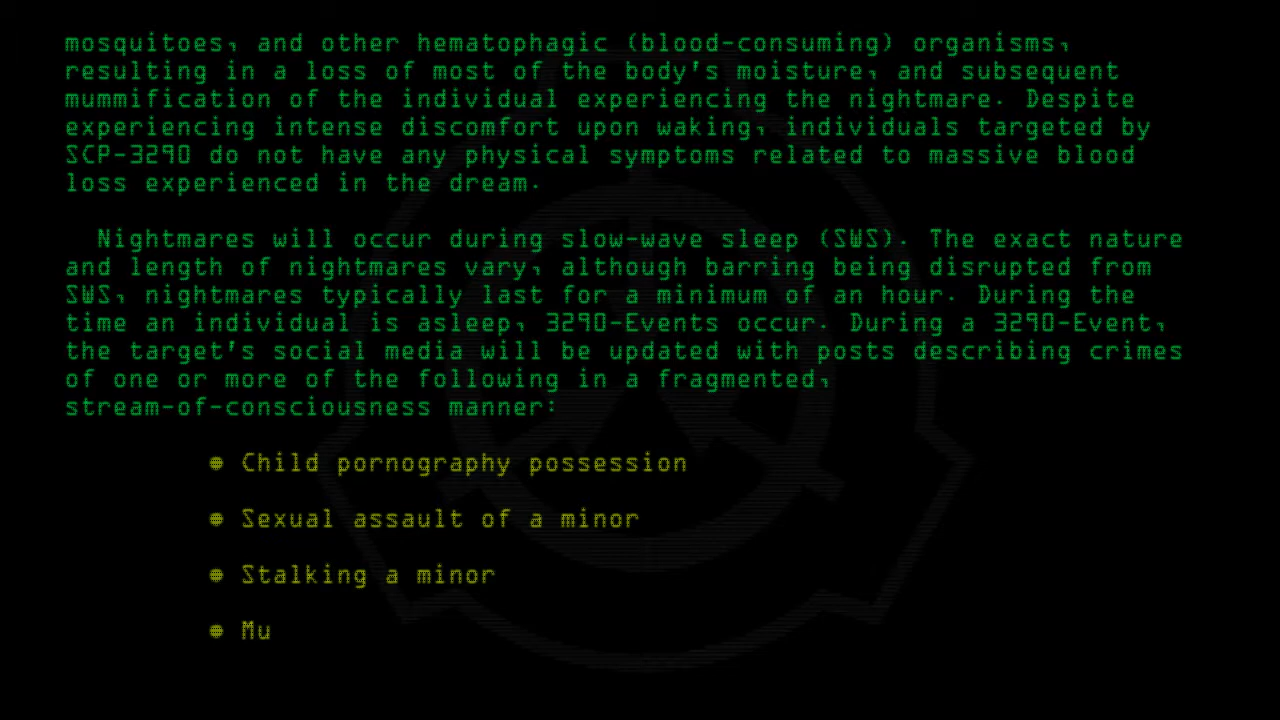 mosquitoes, and other hematophagic (blood-consuming) organisms,
resulting in a loss of most of the body's moisture, and subsequent
mummification of the individual experiencing the nightmare. Despite
experiencing intense discomfort upon waking, individuals targeted by
SCP-3290 do not have any physical symptoms related to massive blood
loss experienced in the dream.
Nightmares will occur during slow-wave sleep (SWS). The exact nature
and length of nightmares vary, although barring being disrupted from
SWS, nightmares typically last for a minimum of an hour. During the
time an individual is asleep, 3290-Events occur. During a 3290-Event,
the target's social media will be updated with posts describing crimes
of one or more of the following in a fragmented,
stream-of-consciousness manner:
• Child pornography possession
• Sexual assault of a minor
• Stalking a minor
• Mu